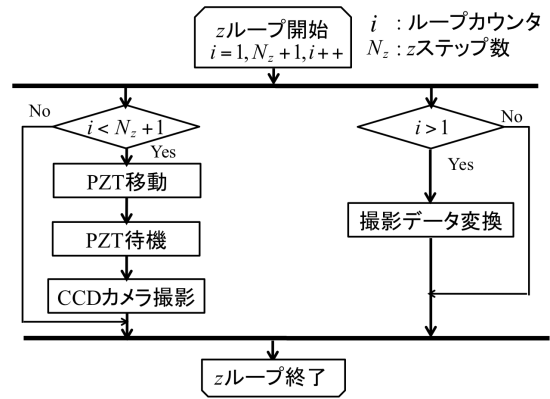 zループ開始
i=1, N_z+1, i++
i : ループカウンタ
N_z : zステップ数
No
i < N_z +1
Yes
PZT移動
PZT待機
CCDカメラ撮影
i >1
No
Yes
撮影データ変換
zループ終了